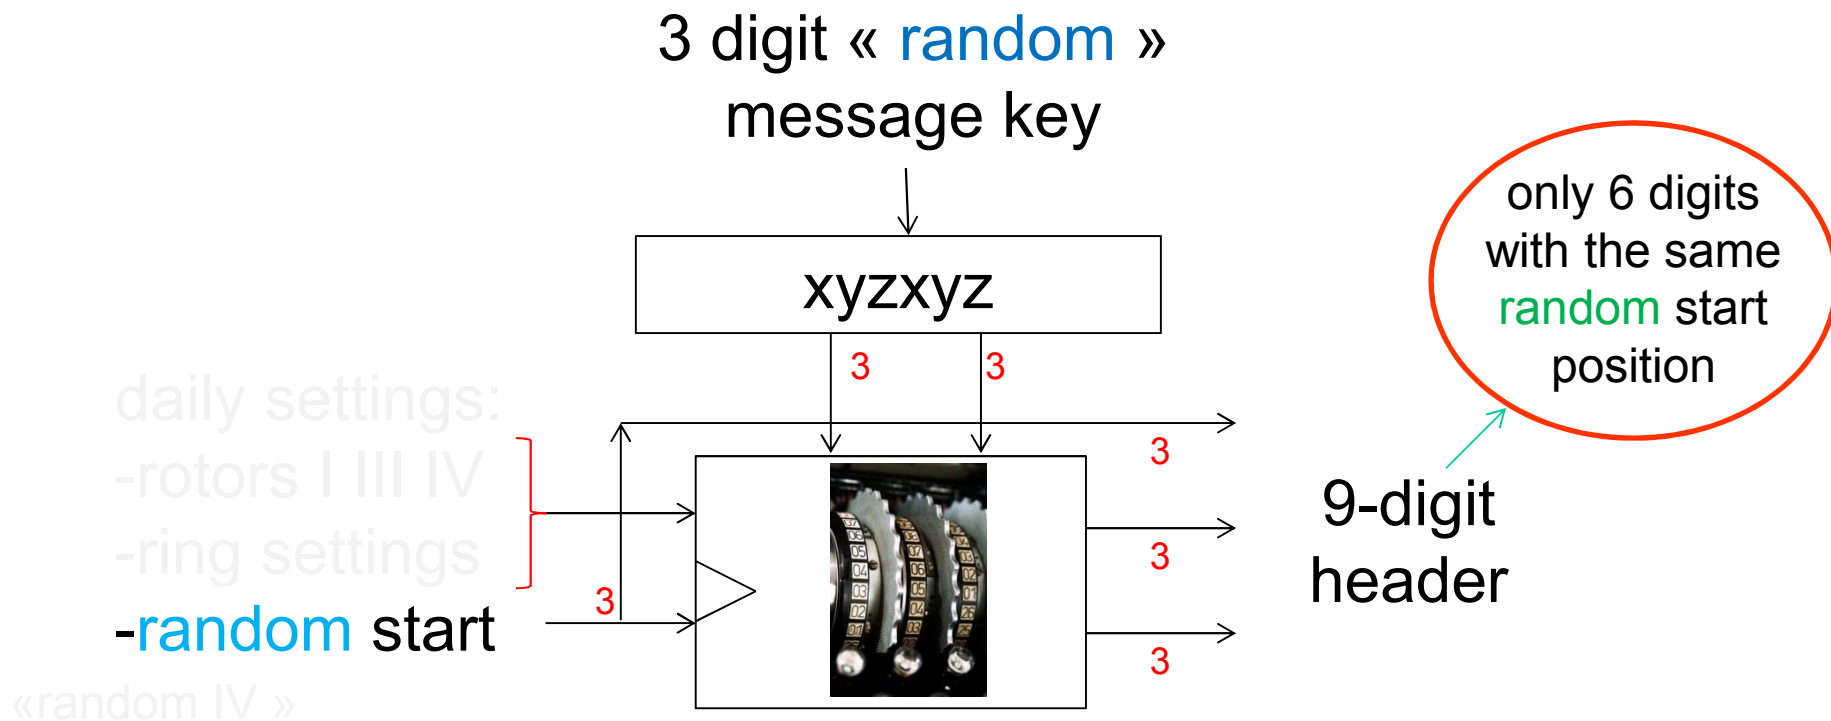 3 digit « random »
message key
only 6 digits
with the same
random start
position
xyzxyz
3
3
daily settings:
-rotors I III IV
-ring settings
-random start
«random IV »
3
3
3
3
9-digit
header